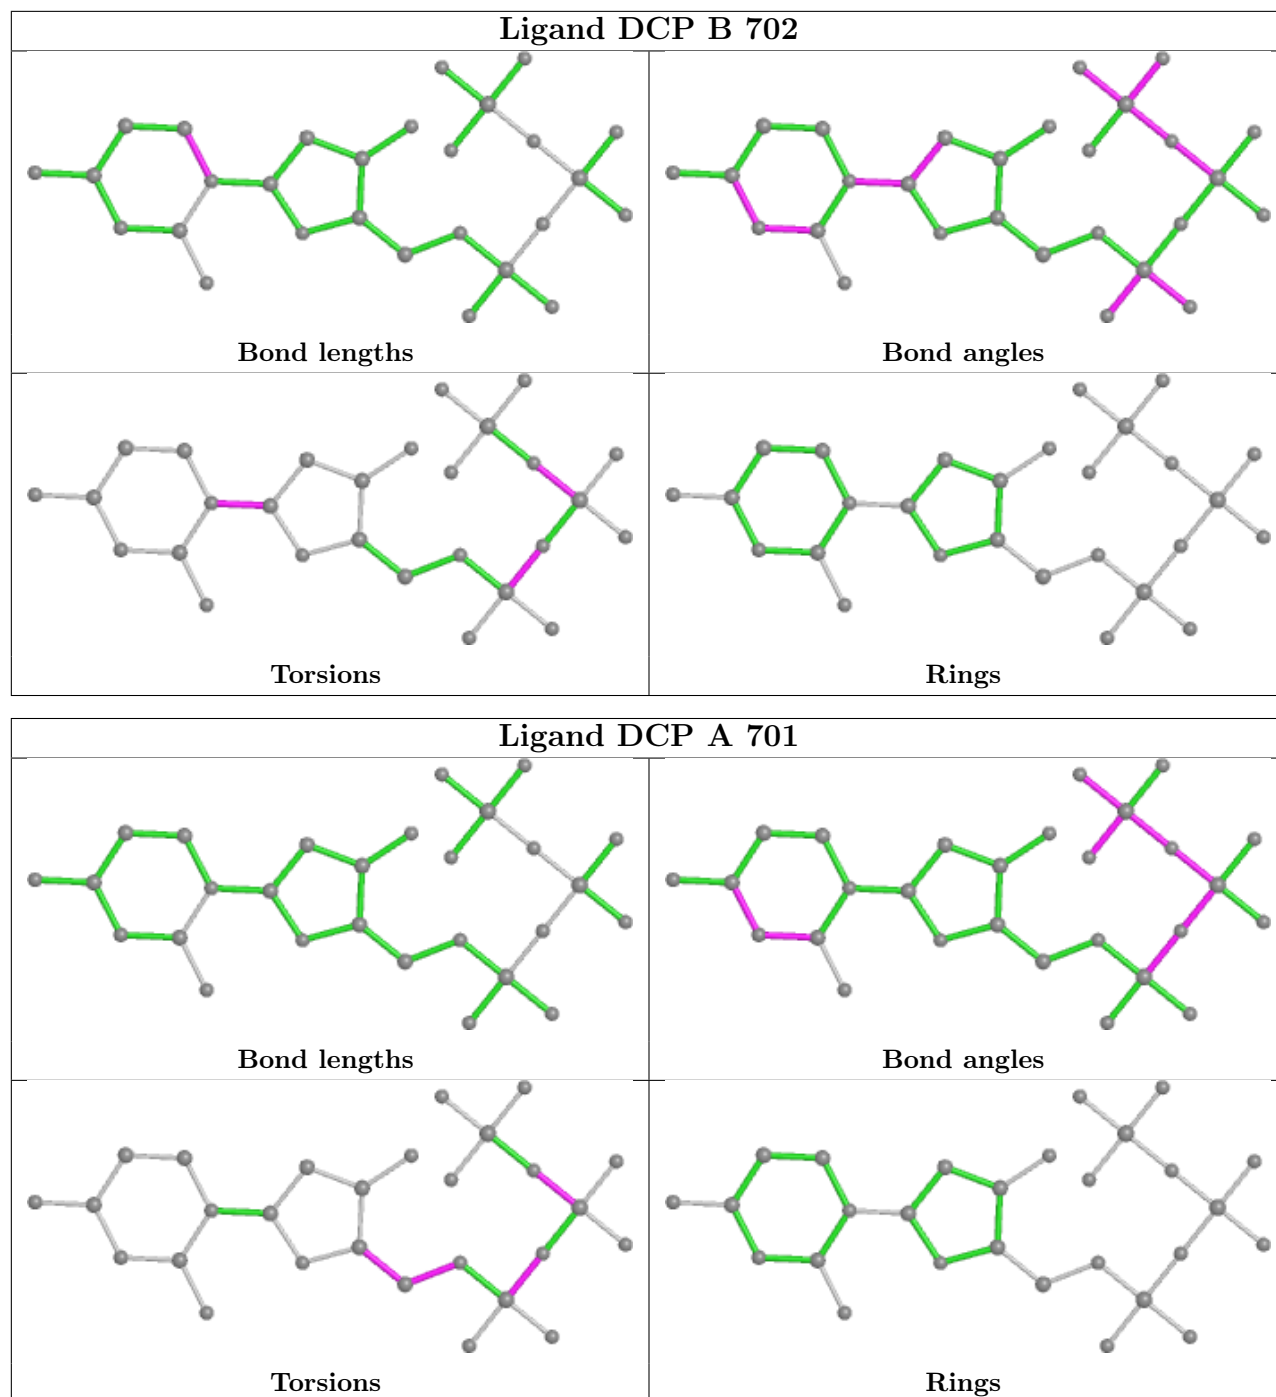 Ligand DCP B 702
Bond lengths
Bond angles
Torsions
Rings
Ligand DCP A 701
Bond lengths
Bond angles
Torsions
Rings